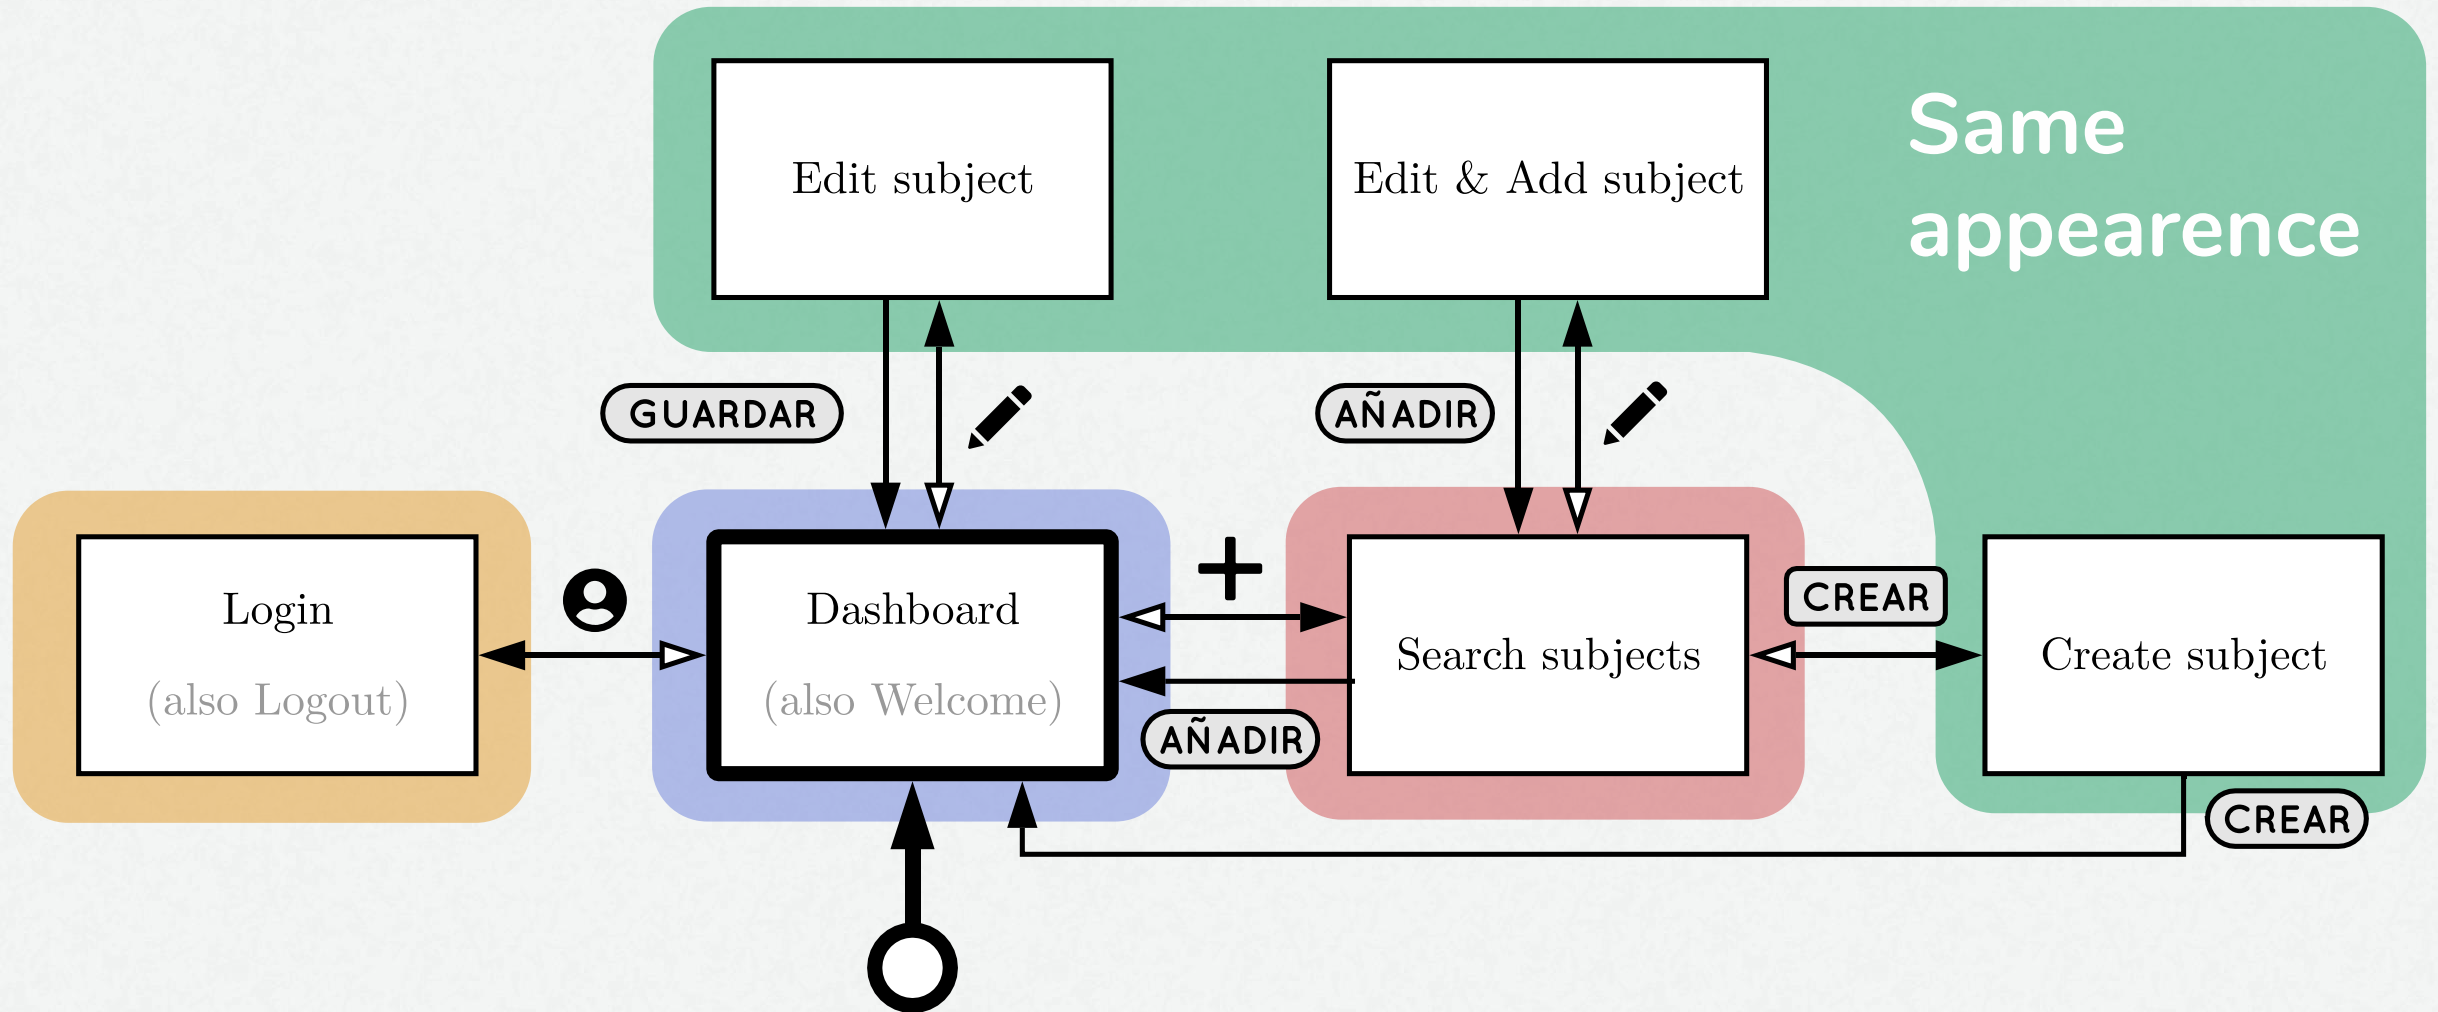 Edit subject
Edit & Add subject
Same
appearence
GUARDAR
AÑADIR
Login
(also Logout)
Dashboard
(also Welcome)
AÑADIR
Search subjects
CREAR
Create subject
CREAR